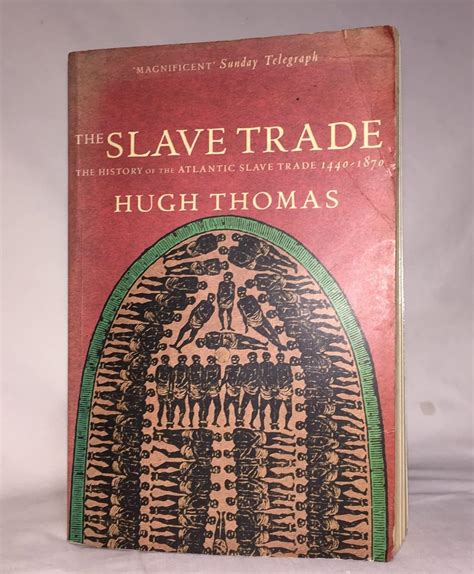 'MAGNIFICENT' Sunday Telegraph
THE SLAVE TRADE
THE HISTORY OF THE ATLANTIC SLAVE TRADE 1440-1870
HUGH THOMAS